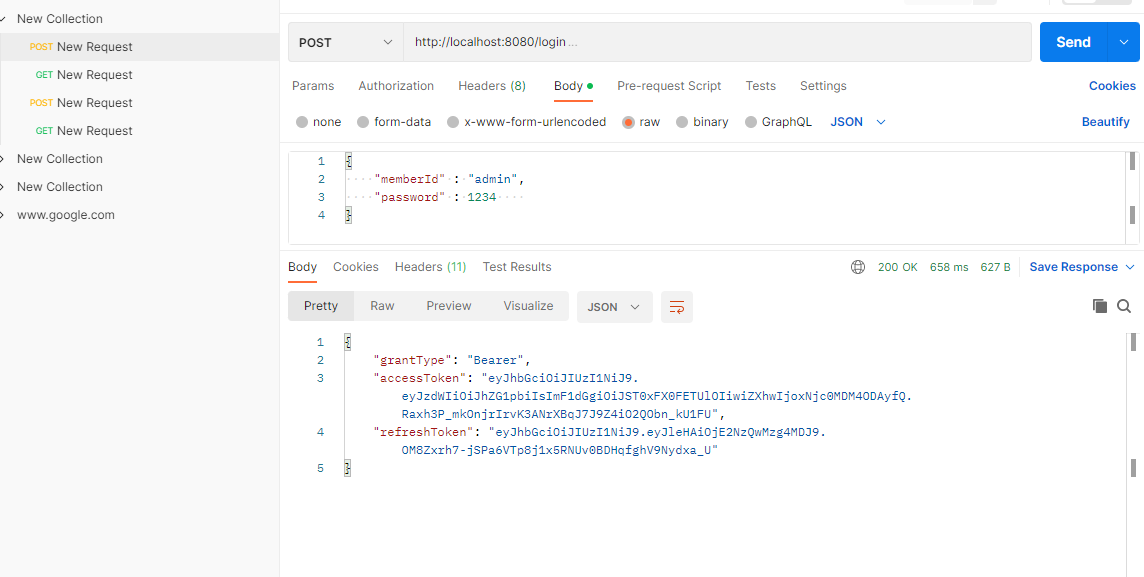 New Collection
POST New Request
GET New Request
POST New Request
GET New Request
New Collection
New Collection
www.google.com
POST http://localhost:8080/login ... Send
Params Authorization Headers (8) Body Pre-request Script Tests Settings Cookies
none form-data x-www-form-urlencoded raw binary GraphQL JSON Beautify
1 {
2 "memberId" : "admin",
3 "password" : 1234
4 }
Body Cookies Headers (11) Test Results 200 OK 658 ms 627 B Save Response
Pretty Raw Preview Visualize JSON
1 {
2 "grantType": "Bearer",
3 "accessToken": "eyJhbGciOiJIUzI1NiJ9.
eyJzdWIiOiJhZG1pbiIsImF1dGgiOiJST0xFX0FETUlOIiwiZXhwIjoxNjc0MDM4ODAyfQ.
Raxh3P_mkOnjrIrvK3ANrXBqJ7J9Z4iO2QObn_kU1FU",
4 "refreshToken": "eyJhbGciOiJIUzI1NiJ9.eyJleHAiOjE2NzQwMzg4MDJ9.
OM8Zxrh7-jSPa6VTp8j1x5RNUv0BDHqfghV9Nydxa_U"
5 }